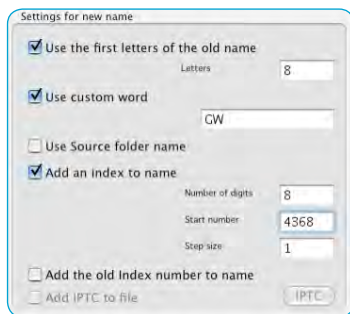 Settings for new name
Use the first letters of the old name
Letters 8
Use custom word
GW
Use Source folder name
Add an index to name
Number of digits 8
Start number 4368
Step size 1
Add the old Index number to name
Add IPTC to file IPTC